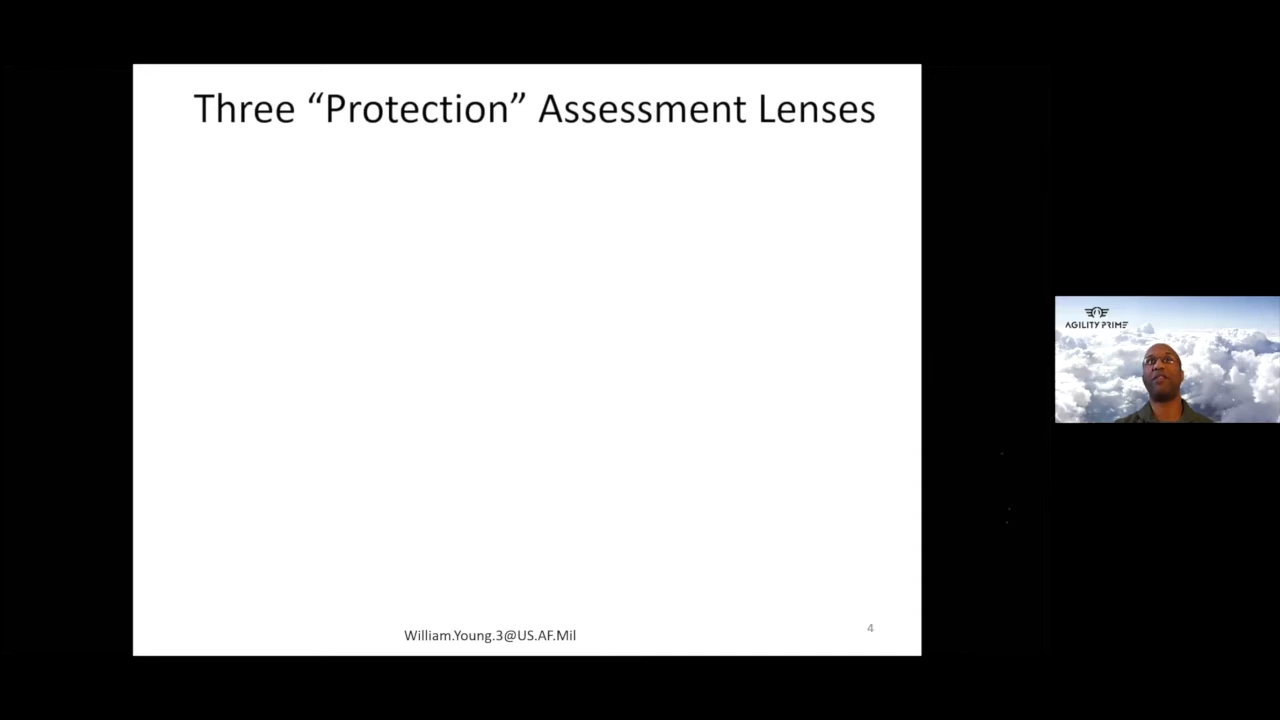 Three “Protection” Assessment Lenses
AGILITY PRIME
William.Young.3@US.AF.Mil
4